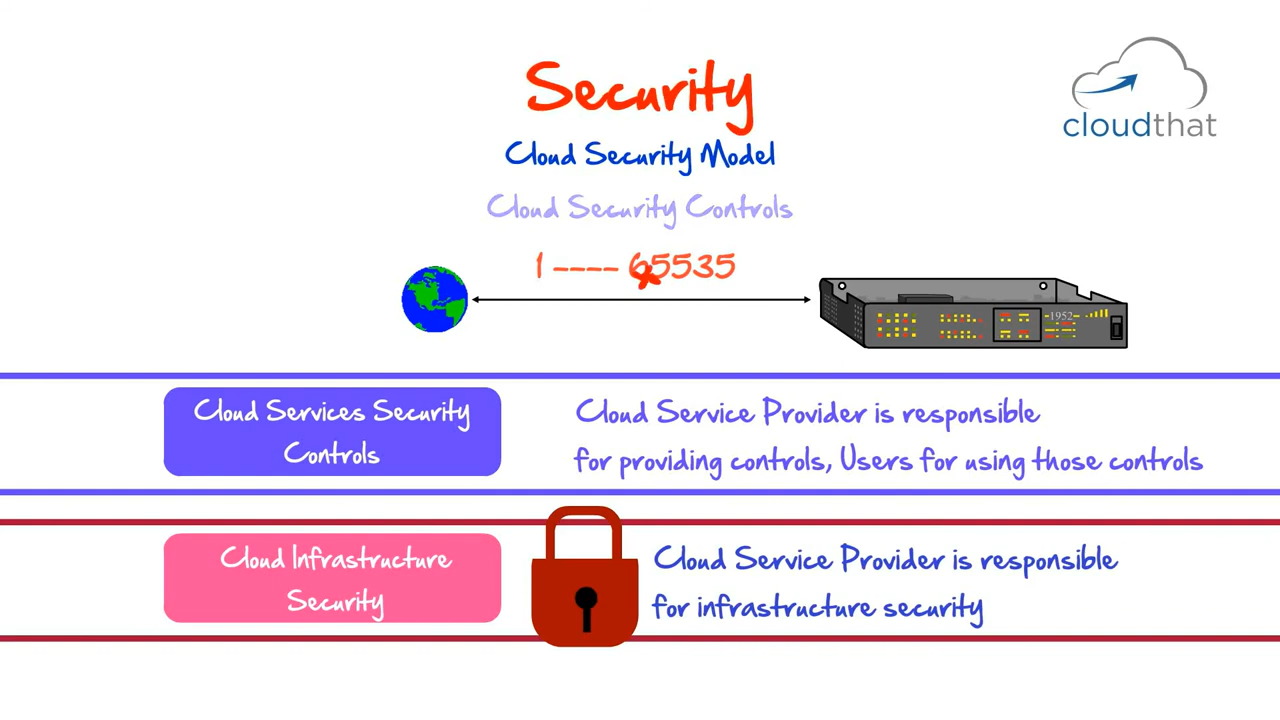 Security
cloudthat
Cloud Security Model
Cloud Security Controls
1 ---- 65535
1952
Cloud Services Security
Controls
Cloud Service Provider is responsible
for providing controls, Users for using those controls
Cloud Infrastructure
Security
Cloud Service Provider is responsible
for infrastructure security